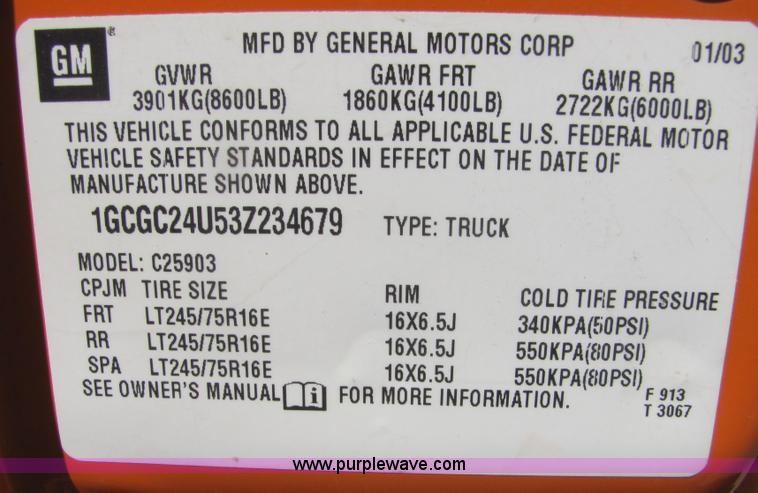 GM ® MFD BY GENERAL MOTORS CORP 01/03
GVWR GAWR FRT GAWR RR
3901KG(8600LB) 1860KG(4100LB) 2722KG(6000LB)
THIS VEHICLE CONFORMS TO ALL APPLICABLE U.S. FEDERAL MOTOR
VEHICLE SAFETY STANDARDS IN EFFECT ON THE DATE OF
MANUFACTURE SHOWN ABOVE.
1GCGC24U53Z234679 TYPE: TRUCK
MODEL: C25903
CPJM TIRE SIZE RIM COLD TIRE PRESSURE
FRT LT245/75R16E 16X6.5J 340KPA(50PSI)
RR LT245/75R16E 16X6.5J 550KPA(80PSI)
SPA LT245/75R16E 16X6.5J 550KPA(80PSI)
SEE OWNER'S MANUAL i FOR MORE INFORMATION. F 913
T 3067
www.purplewave.com